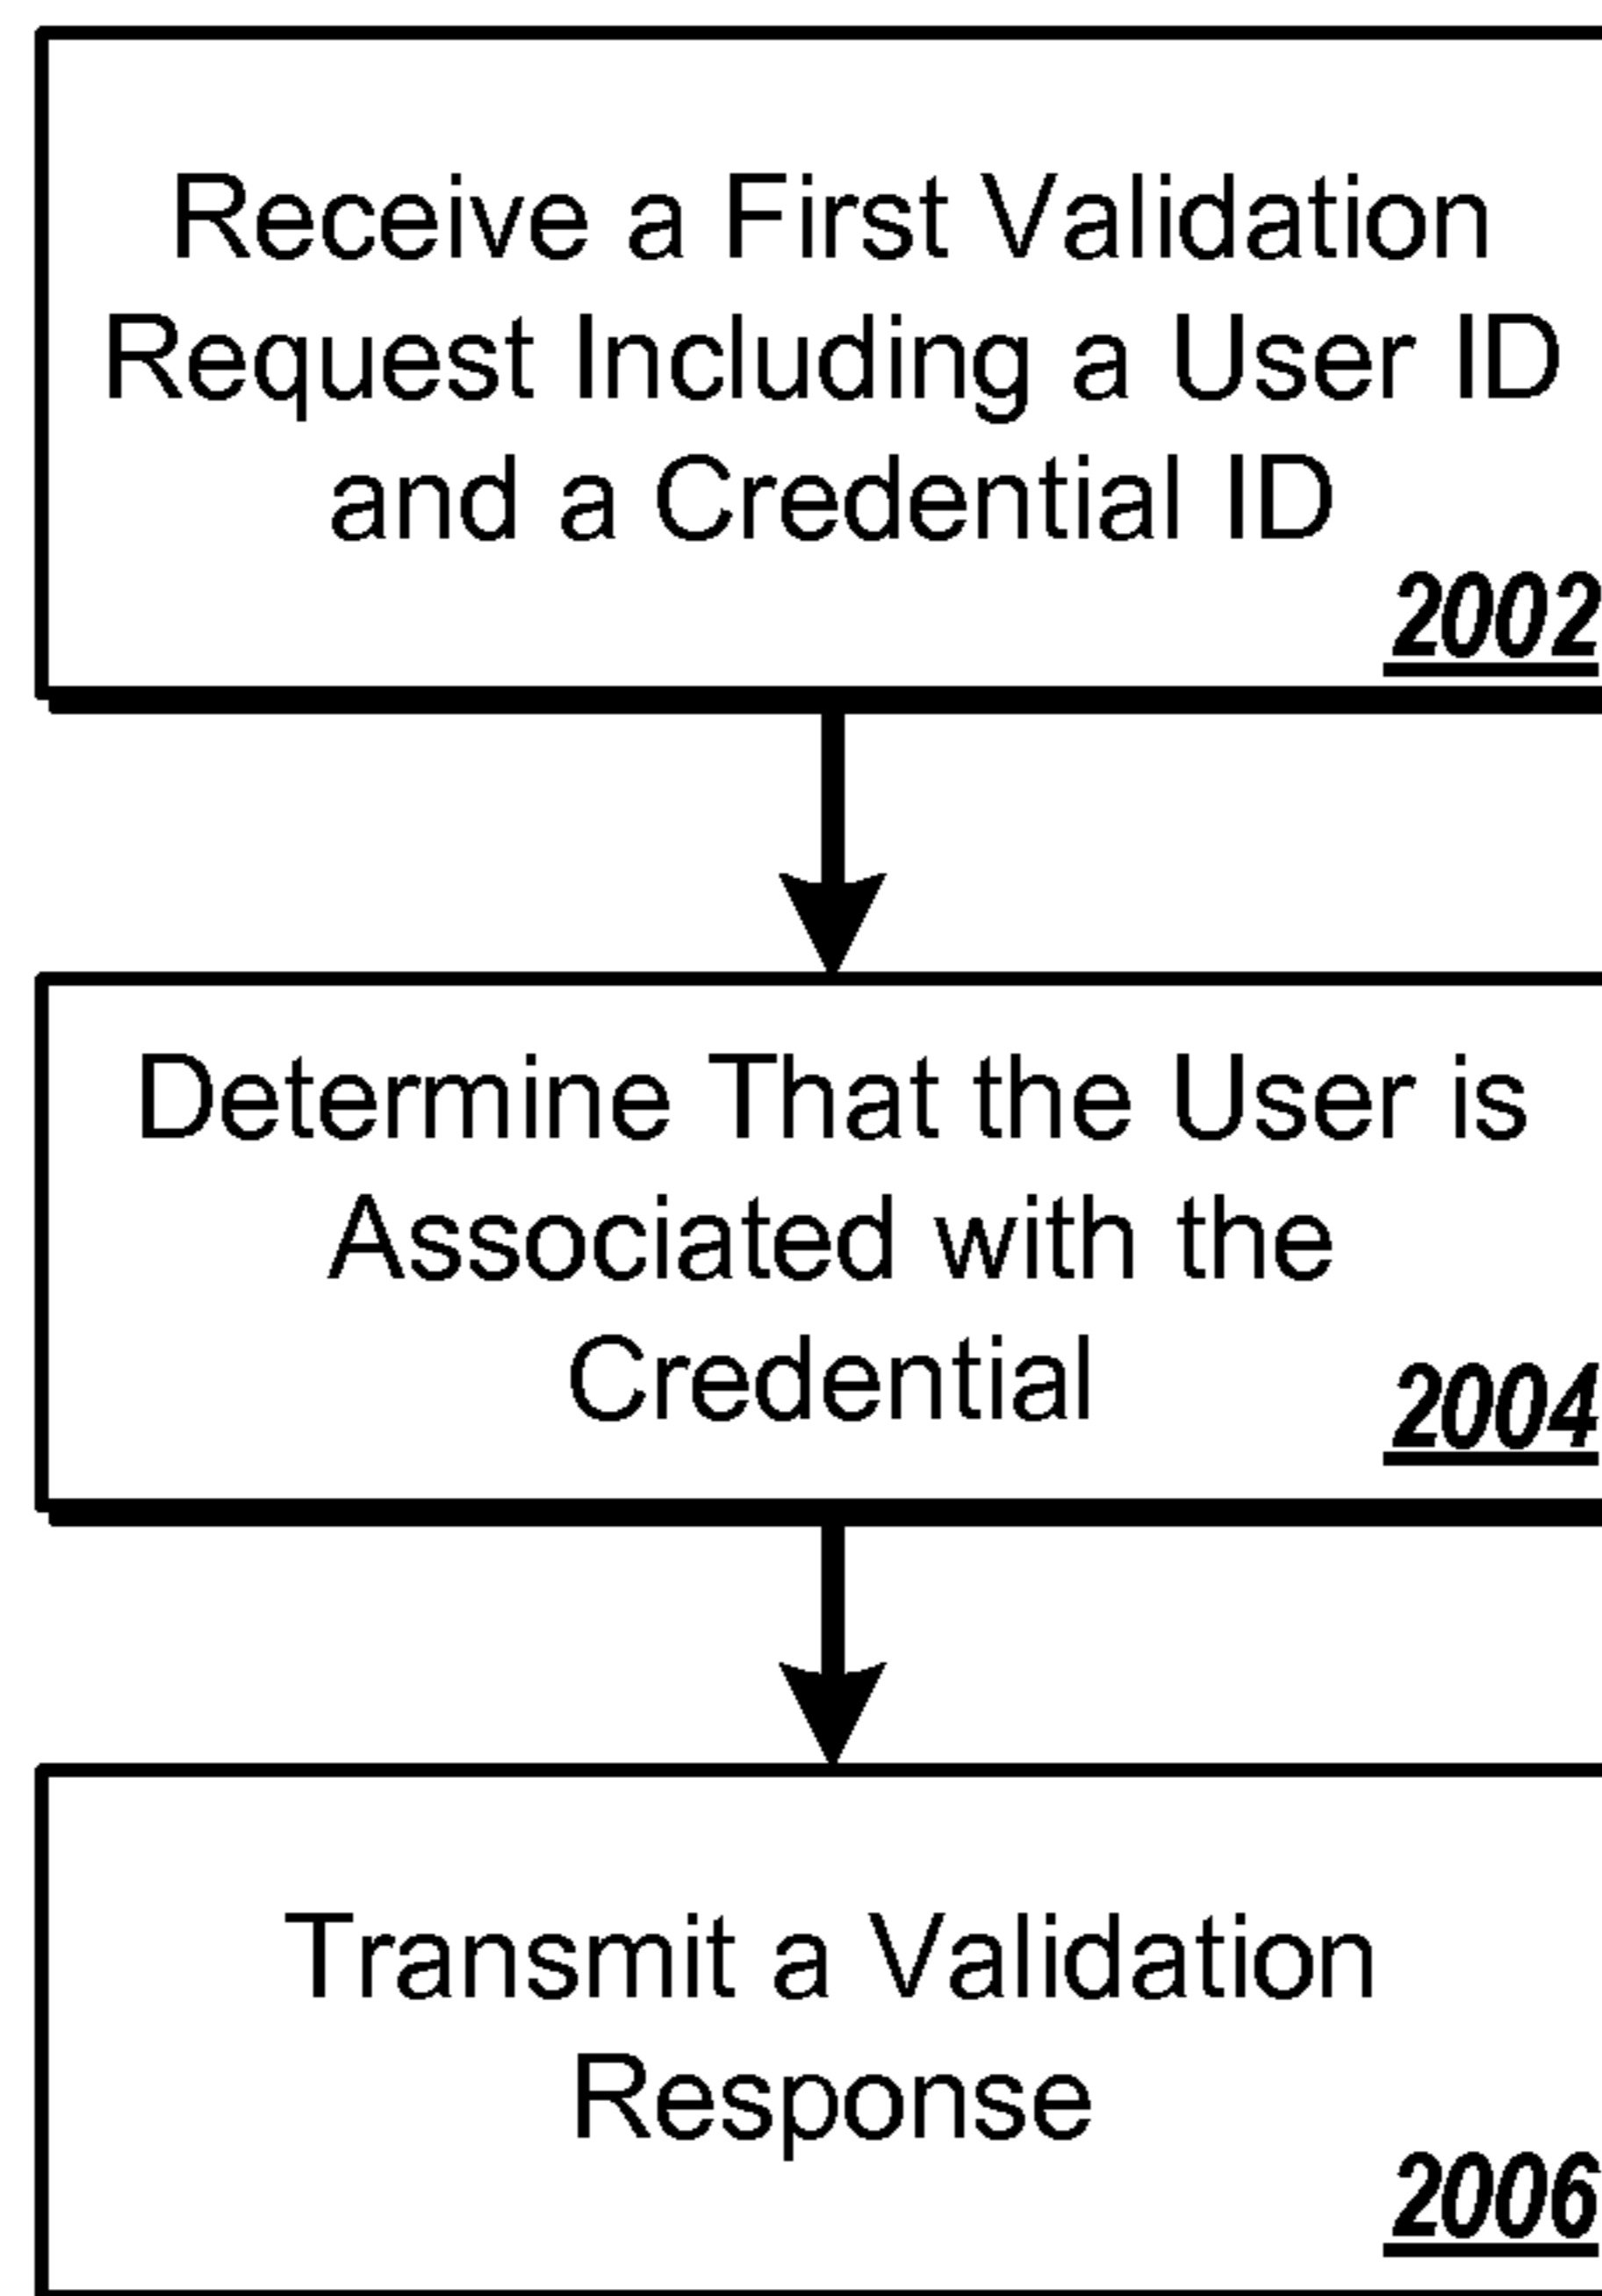 Receive a First Validation
Request Including a User ID
and a Credential ID
2002
Determine That the User is
Associated with the
Credential
2004
Transmit a Validation
Response
2006